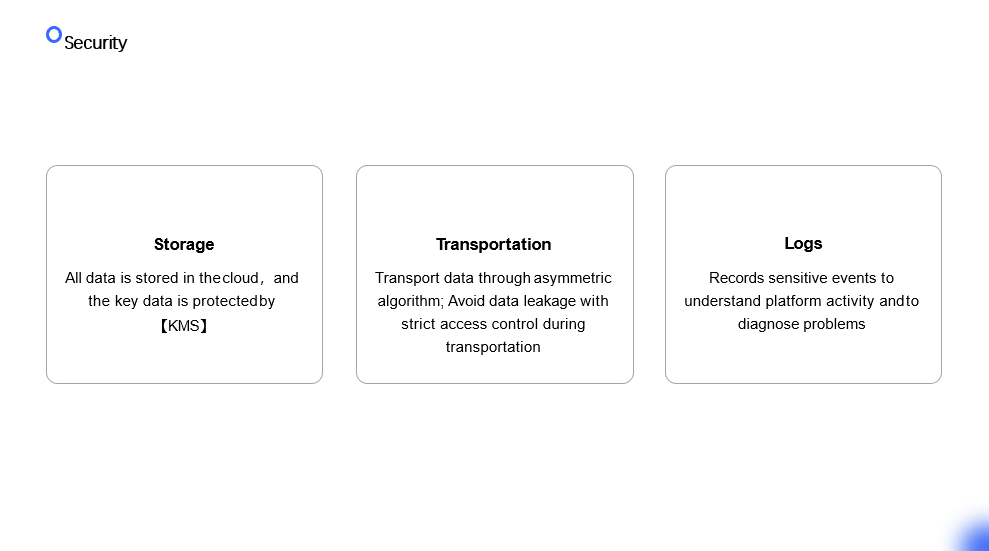 Security
Storage
All data is stored in the cloud，and
the key data is protected by
【KMS】
Transportation
Transport data through asymmetric
algorithm; Avoid data leakage with
strict access control during
transportation
Logs
Records sensitive events to
understand platform activity and to
diagnose problems